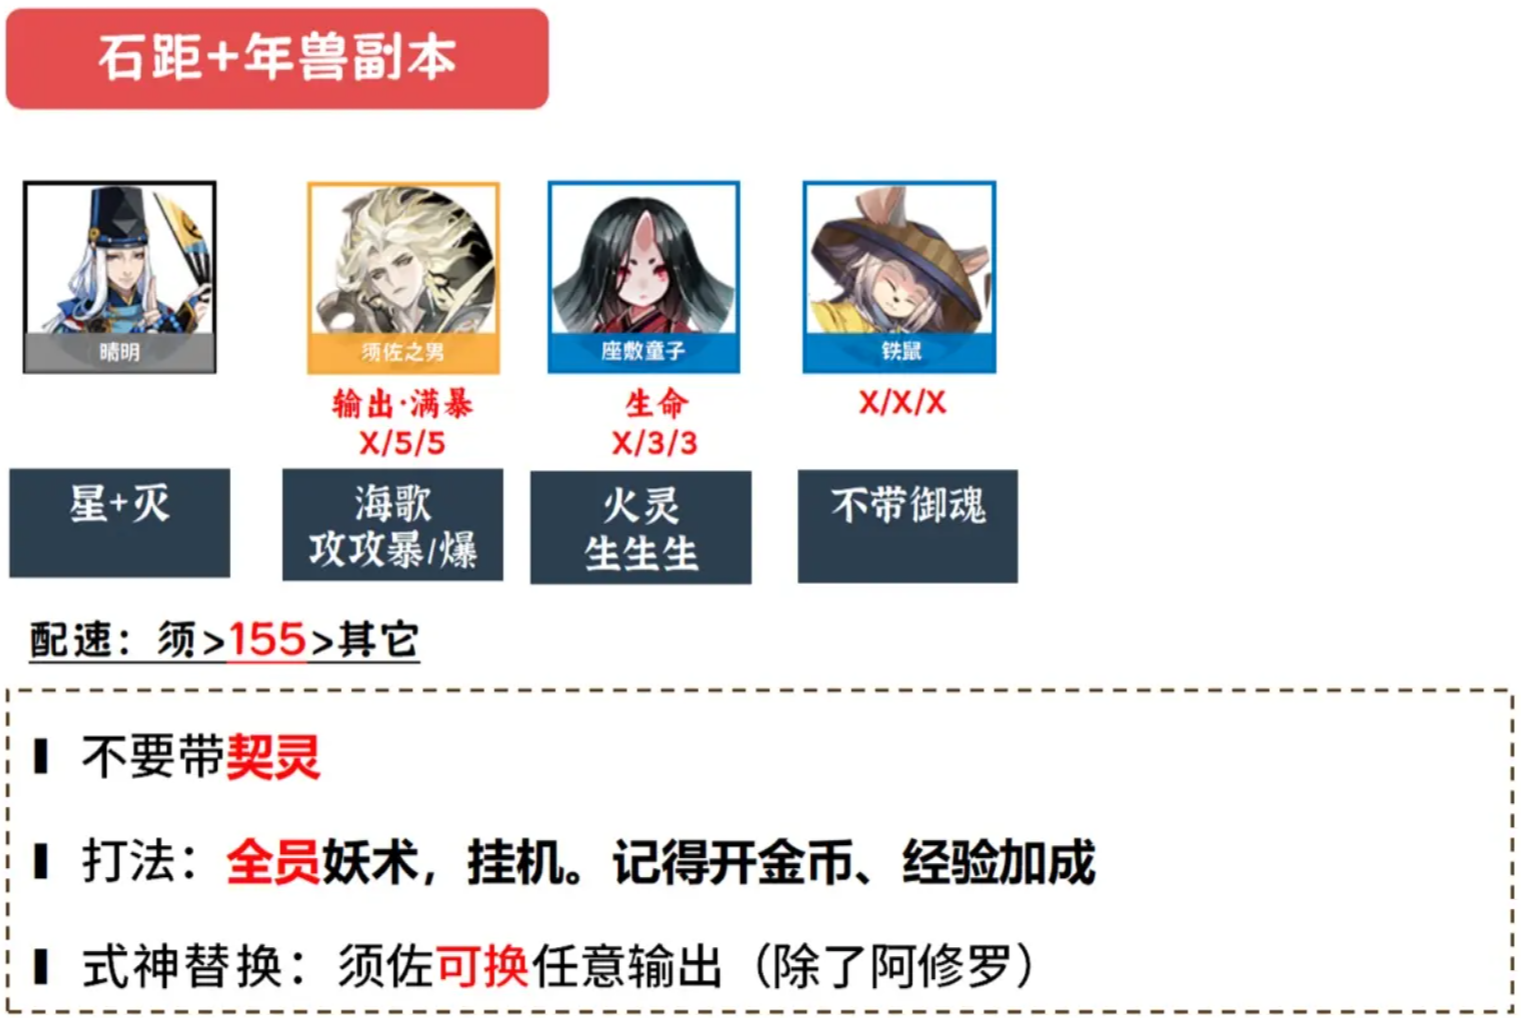 石距+年兽副本
晴明
须佐之男
座敷童子
铁鼠
输出·满暴
X/5/5
生命
X/3/3
X/X/X
星+灭
海歌
攻攻暴/爆
火灵
生生生
不带御魂
配速：须>155>其它
不要带契灵
打法：全员妖术，挂机。记得开金币、经验加成
式神替换：须佐可换任意输出（除了阿修罗）